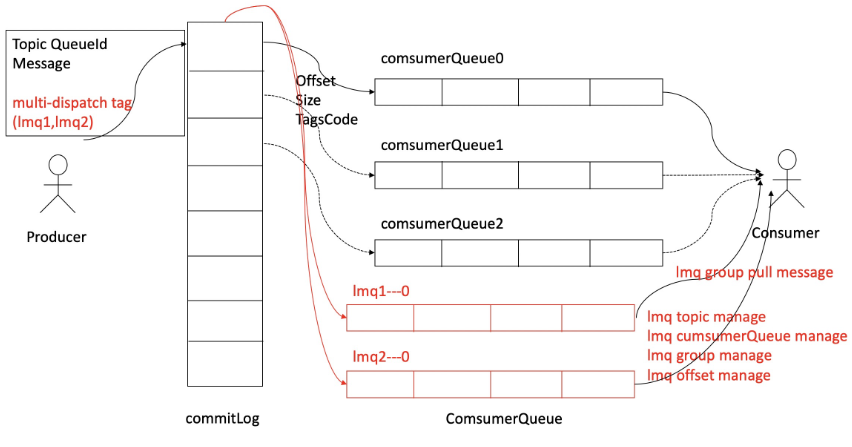 Topic QueueId
Message
multi-dispatch tag
(lmq1,lmq2)
Producer
commitLog
Offset
Size
TagsCode
comsumerQueue0
comsumerQueue1
comsumerQueue2
lmq1---0
lmq2---0
ComsumerQueue
Consumer
lmq group pull message
lmq topic manage
lmq cumsumerQueue manage
lmq group manage
lmq offset manage